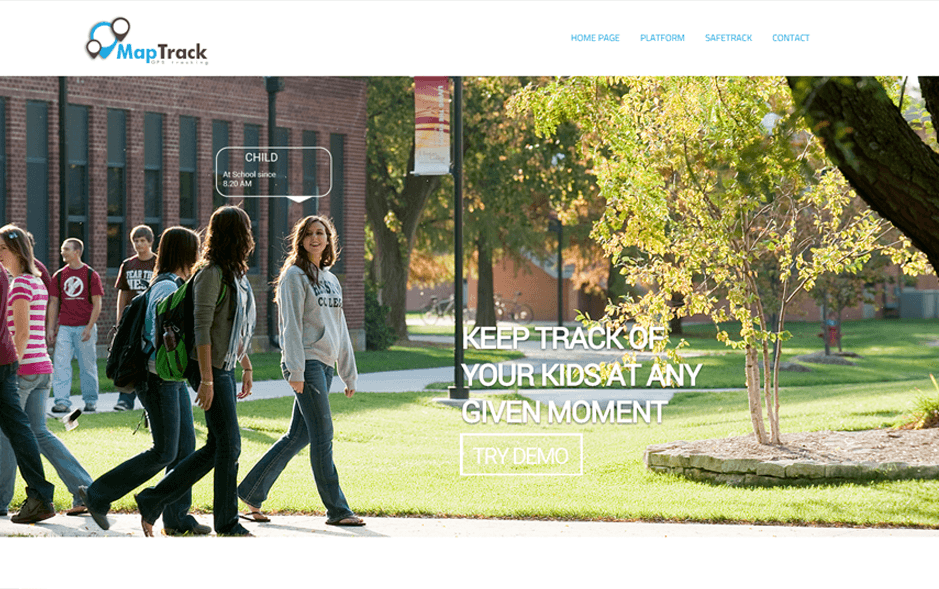 MapTrack
GPS tracking
HOME PAGE
PLATFORM
SAFETRACK
CONTACT
CHILD
At School since
8.20 AM
KEEP TRACK OF
YOUR KIDS AT ANY
GIVEN MOMENT
TRY DEMO